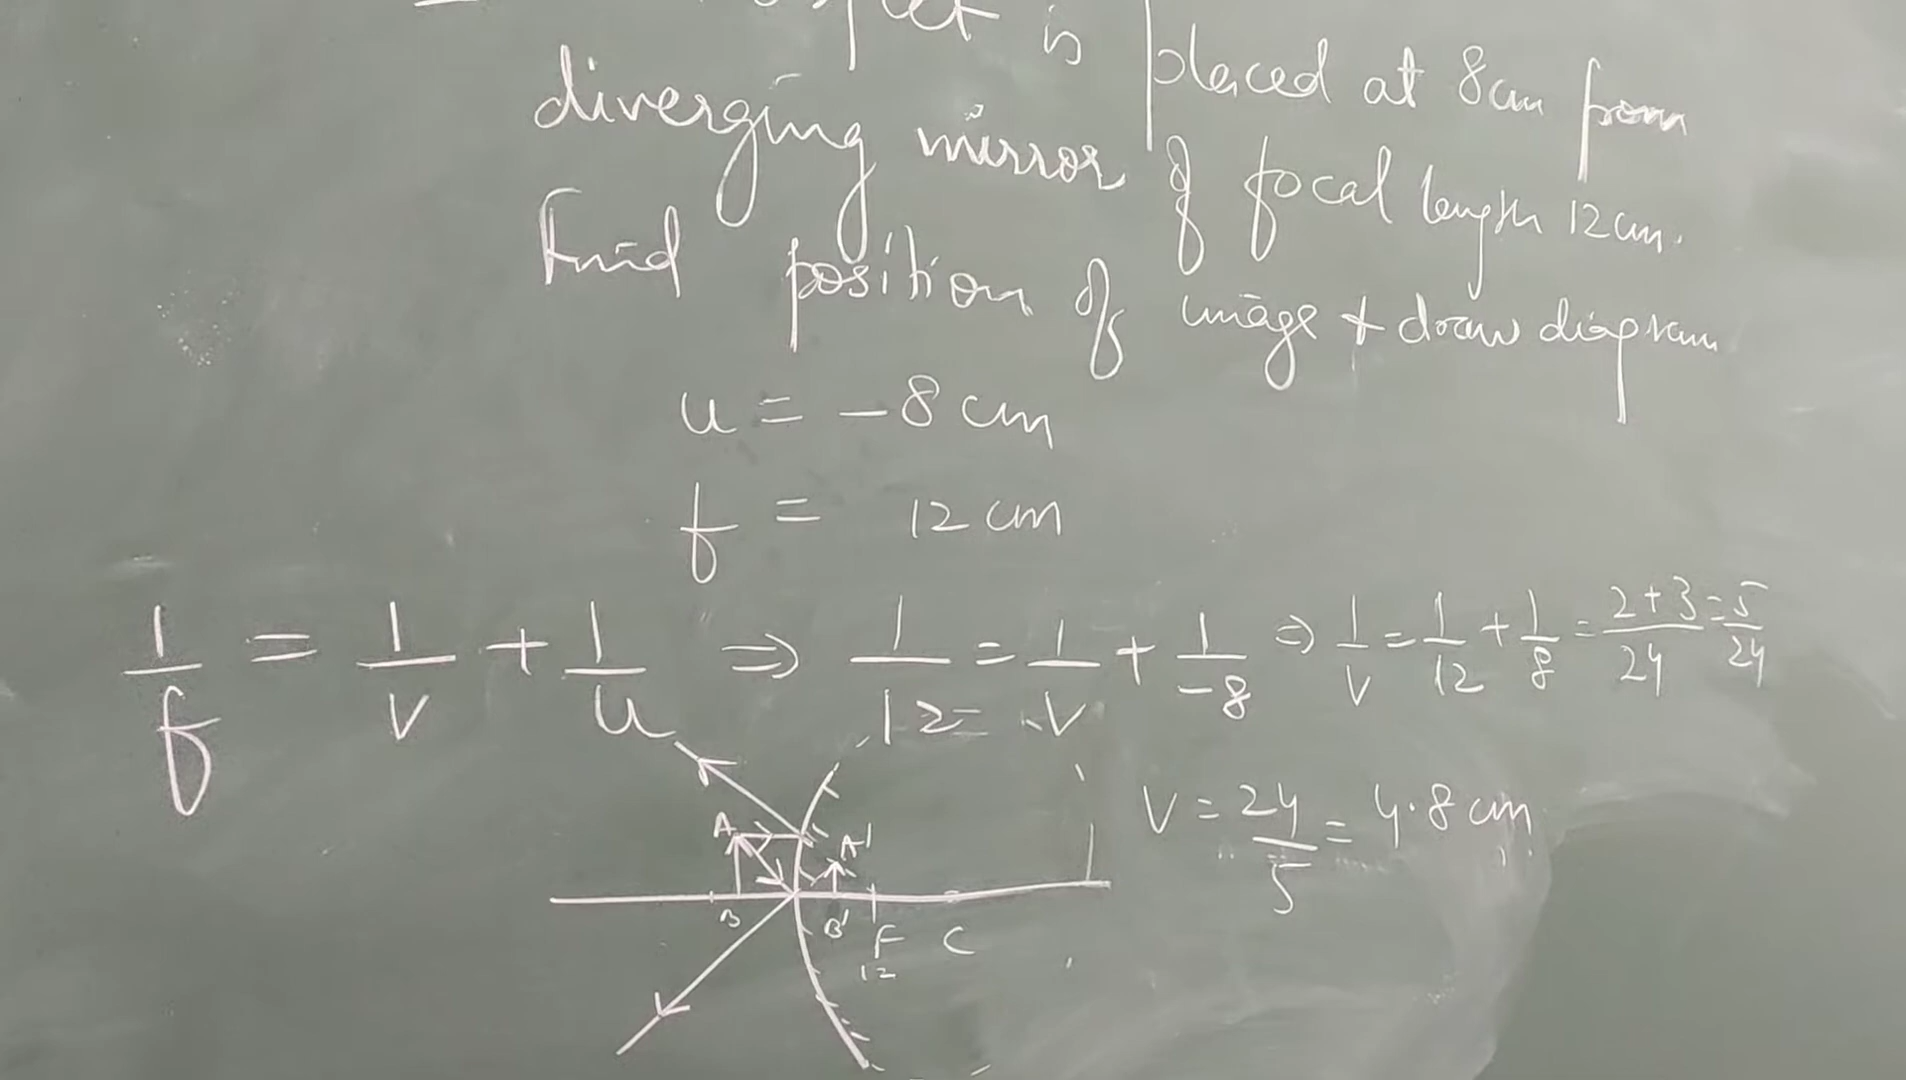 is placed at 8cm from
diverging mirror of focal length 12cm.
Find position of image + draw diagram
u = -8 cm
f = 12 cm
1/f = 1/v + 1/u ⇒ 1/12 = 1/v + 1/-8 ⇒ 1/v = 1/12 + 1/8 = 2+3/24 = 5/24
V = 24/5 = 4.8 cm
A A'
B B' F C
12